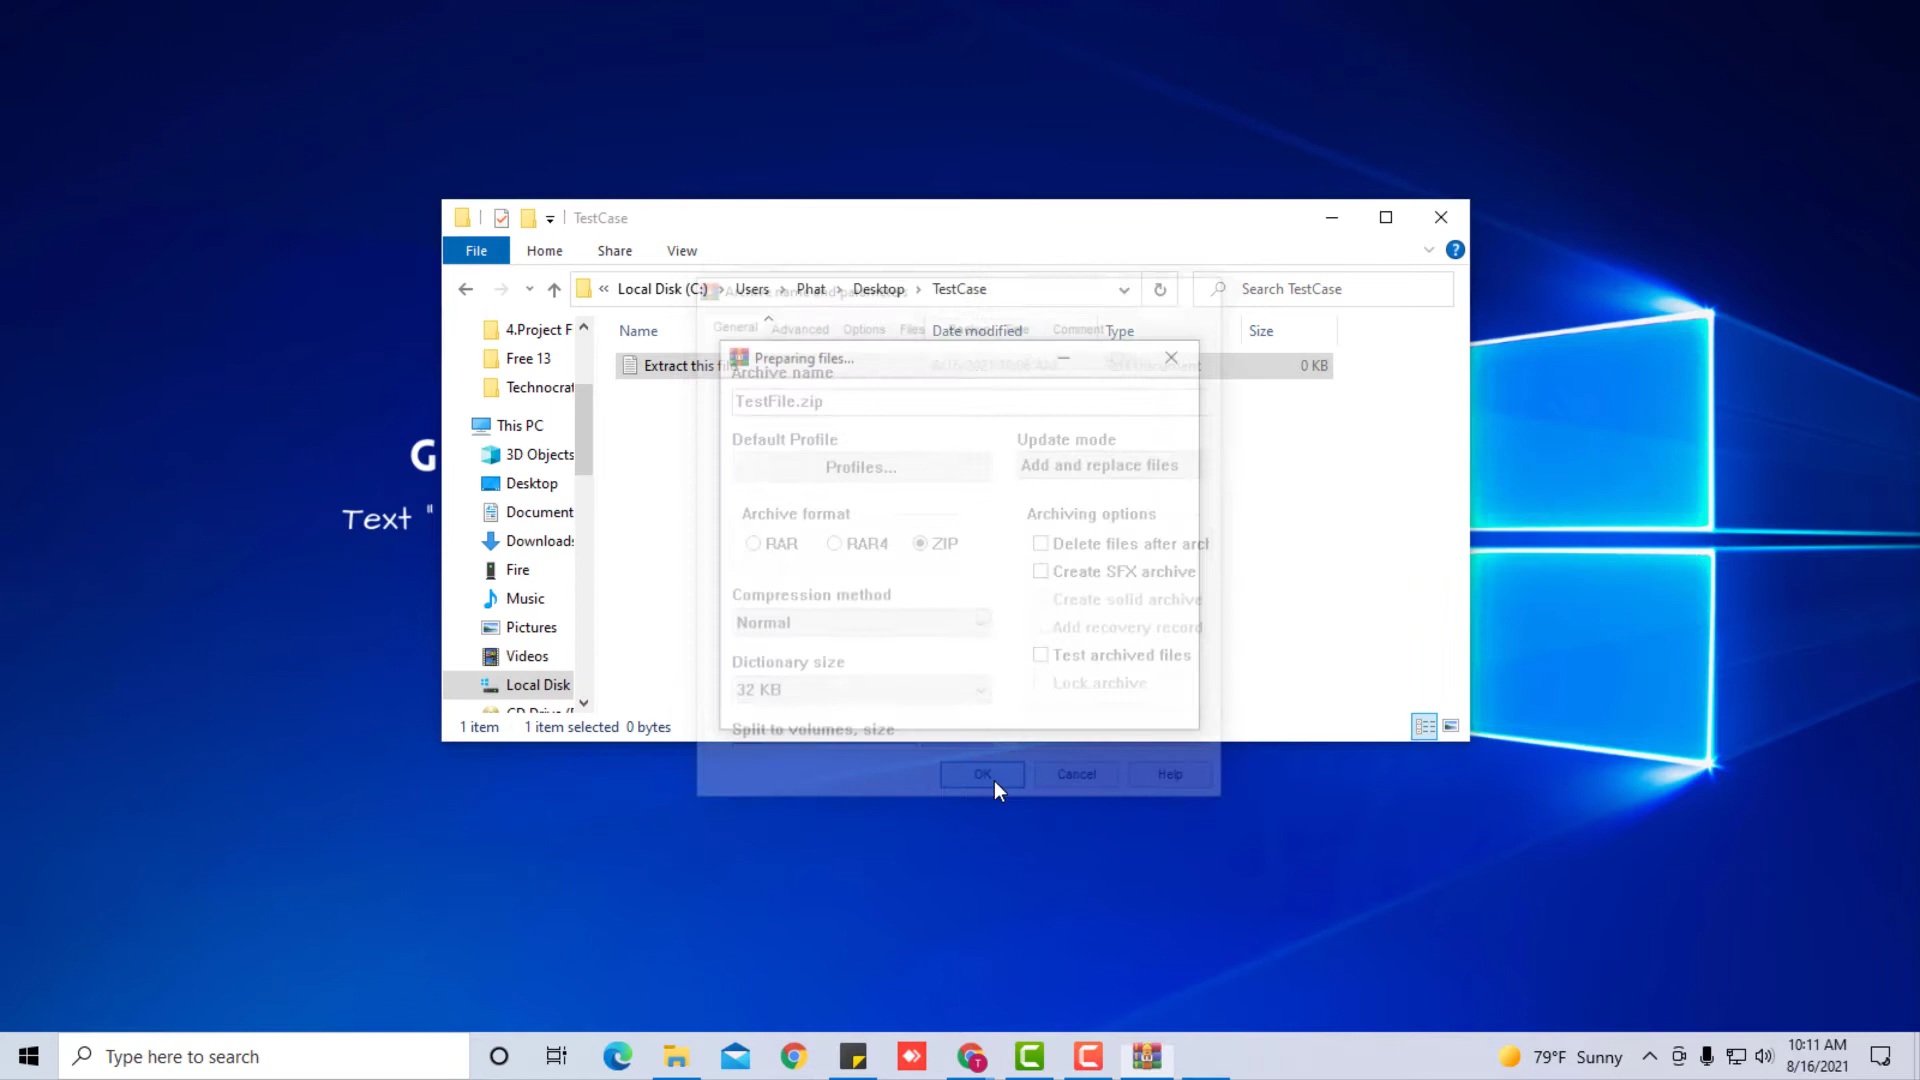 TestCase
File Home Share View
« Local Disk (C:) › Users › Phat › Desktop › TestCase
Search TestCase
4.Project F
Free 13
Technocrat
This PC
3D Objects
Desktop
Document
Downloads
Fire
Music
Pictures
Videos
Local Disk
Name Date modified Type Size
Extract this 0 KB
General Advanced Options Files Comment
Preparing files...
Archive name
TestFile.zip
Default Profile
Profiles...
Update mode
Add and replace files
Archive format
RAR RAR4 ZIP
Compression method
Normal
Dictionary size
32 KB
Split to volumes, size
Archiving options
Delete files after arch
Create SFX archive
Create solid archive
Add recovery record
Test archived files
Lock archive
OK Cancel Help
1 item 1 item selected 0 bytes
G
Text "
Type here to search
79°F Sunny
10:11 AM
8/16/2021